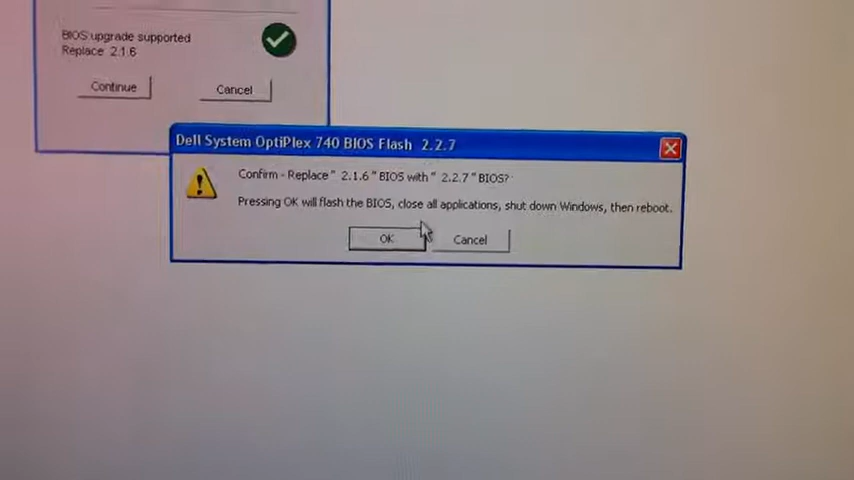 BIOS upgrade supported
Replace 2.1.6
Continue
Cancel
Dell System OptiPlex 740 BIOS Flash 2.2.7
Confirm - Replace " 2.1.6 " BIOS with " 2.2.7 " BIOS?
Pressing OK will flash the BIOS, close all applications, shut down Windows, then reboot.
OK
Cancel